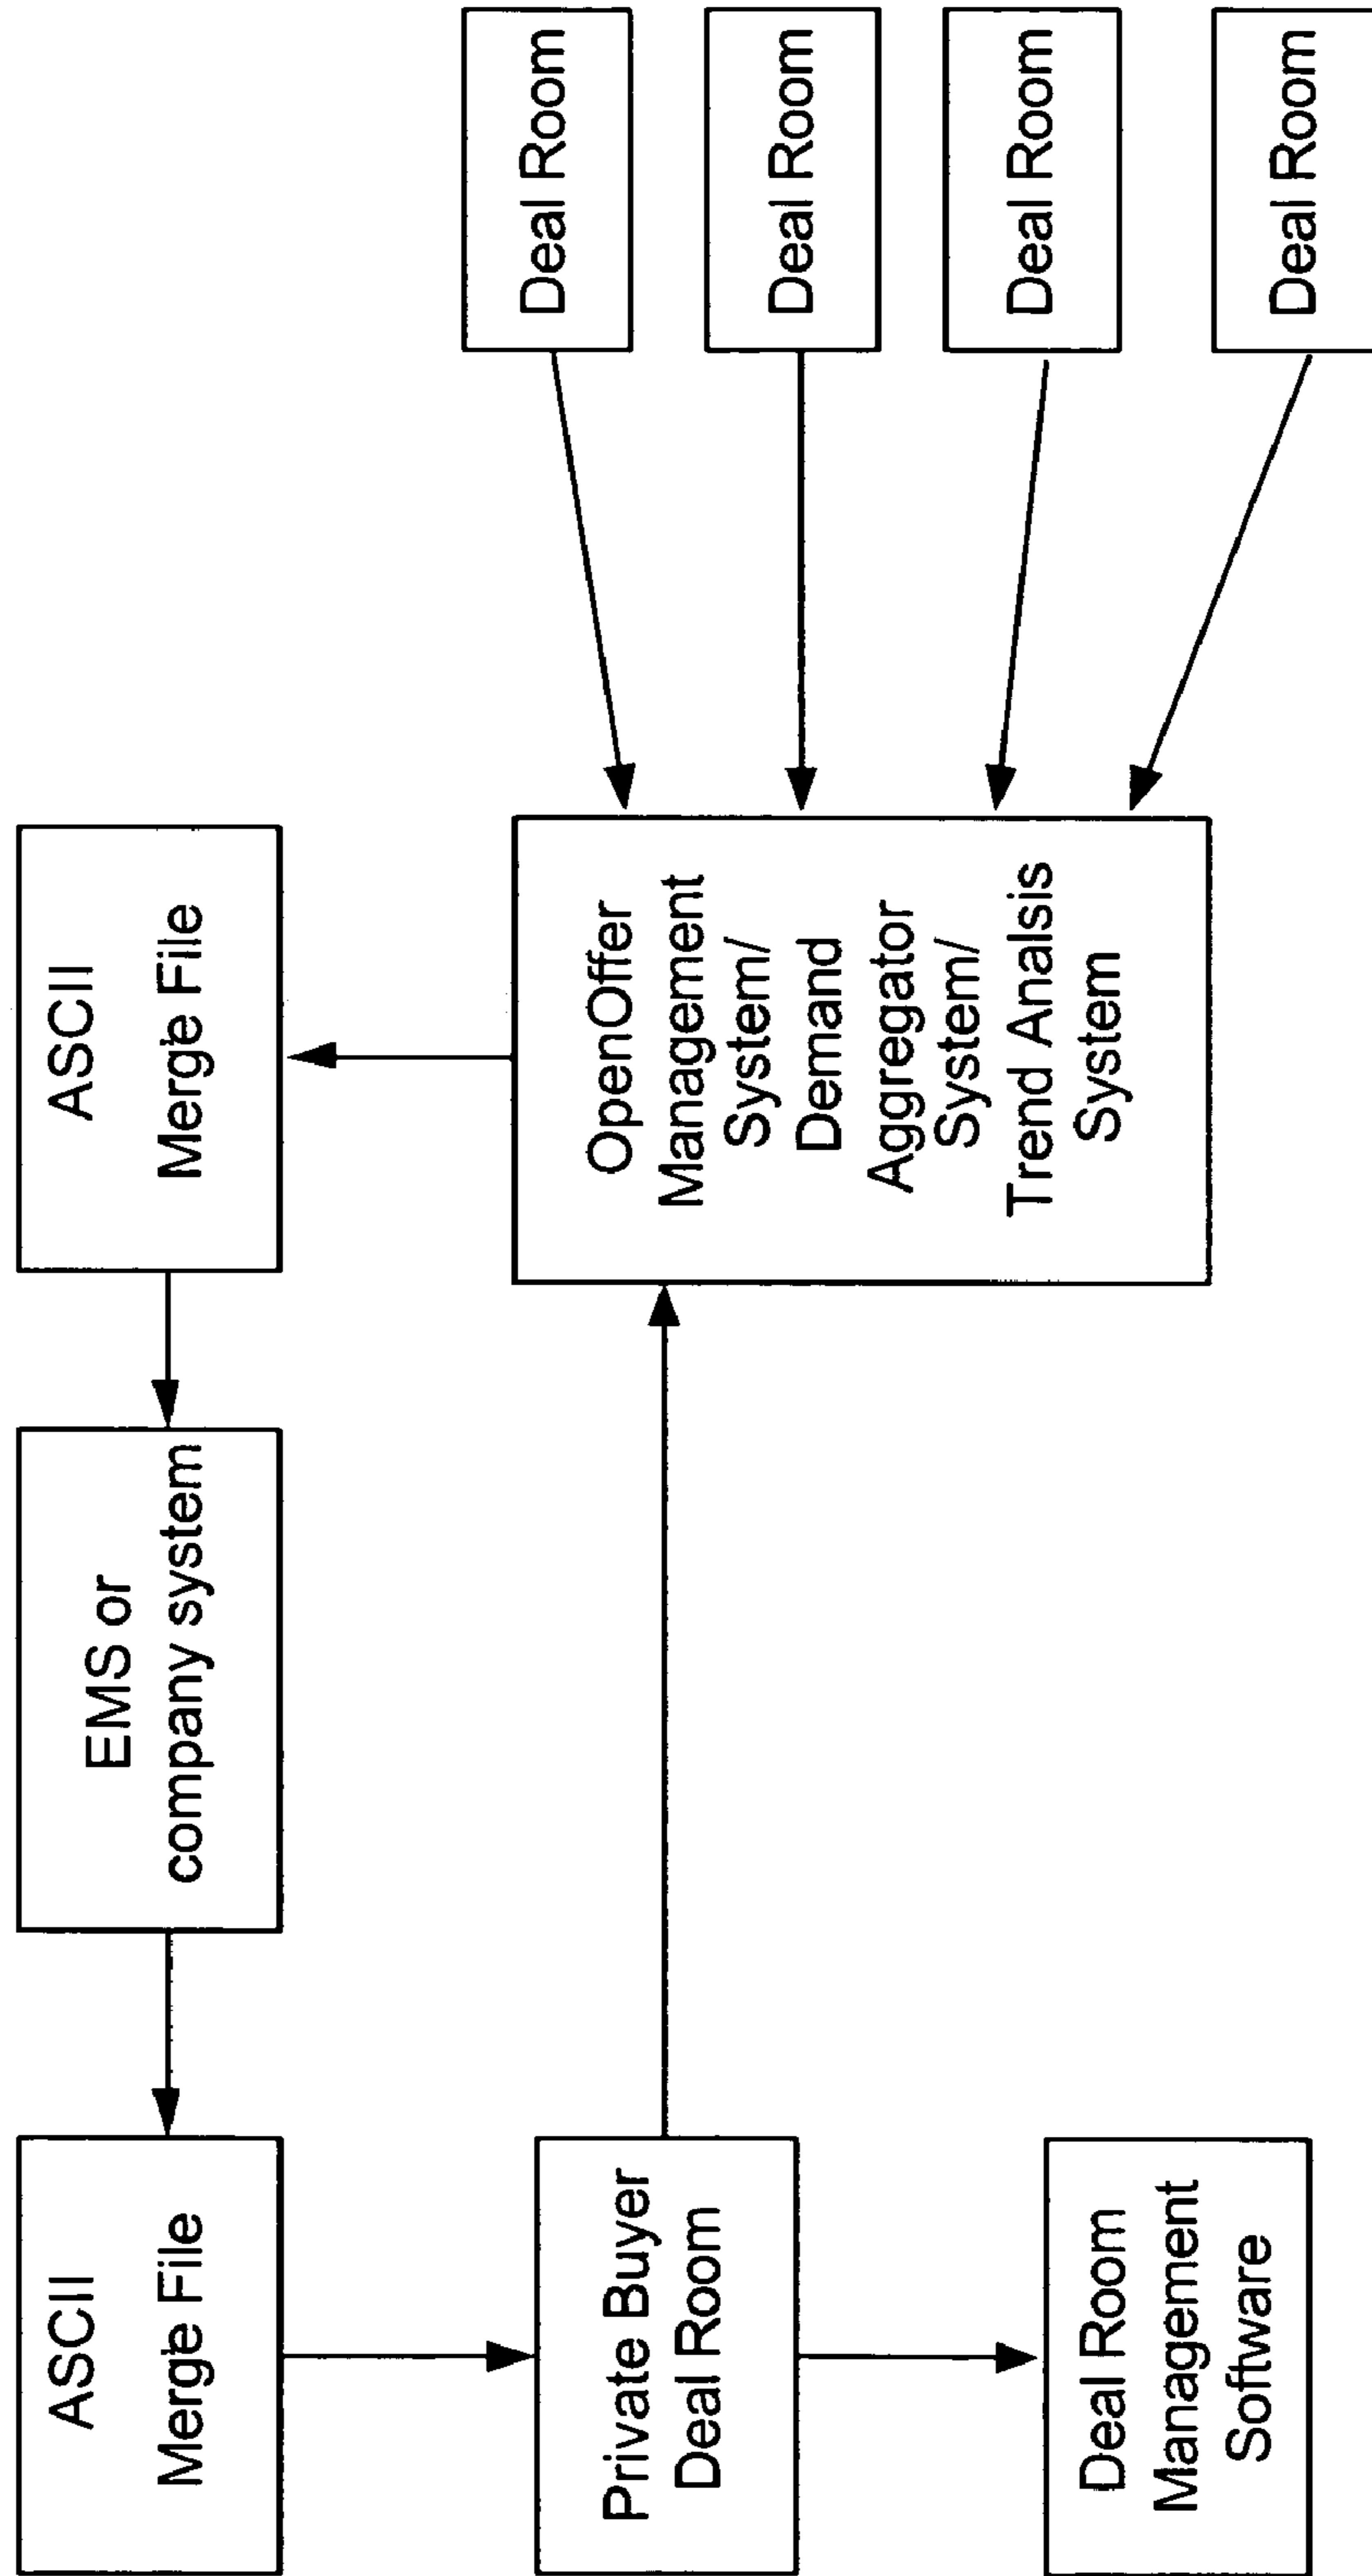 ASCII
Merge File
EMS or
company system
ASCII
Merge File
Private Buyer
Deal Room
OpenOffer
Management
System/
Demand
Aggregator
System/
Trend Analsis
System
Deal Room
Deal Room
Deal Room
Deal Room
Deal Room
Management
Software